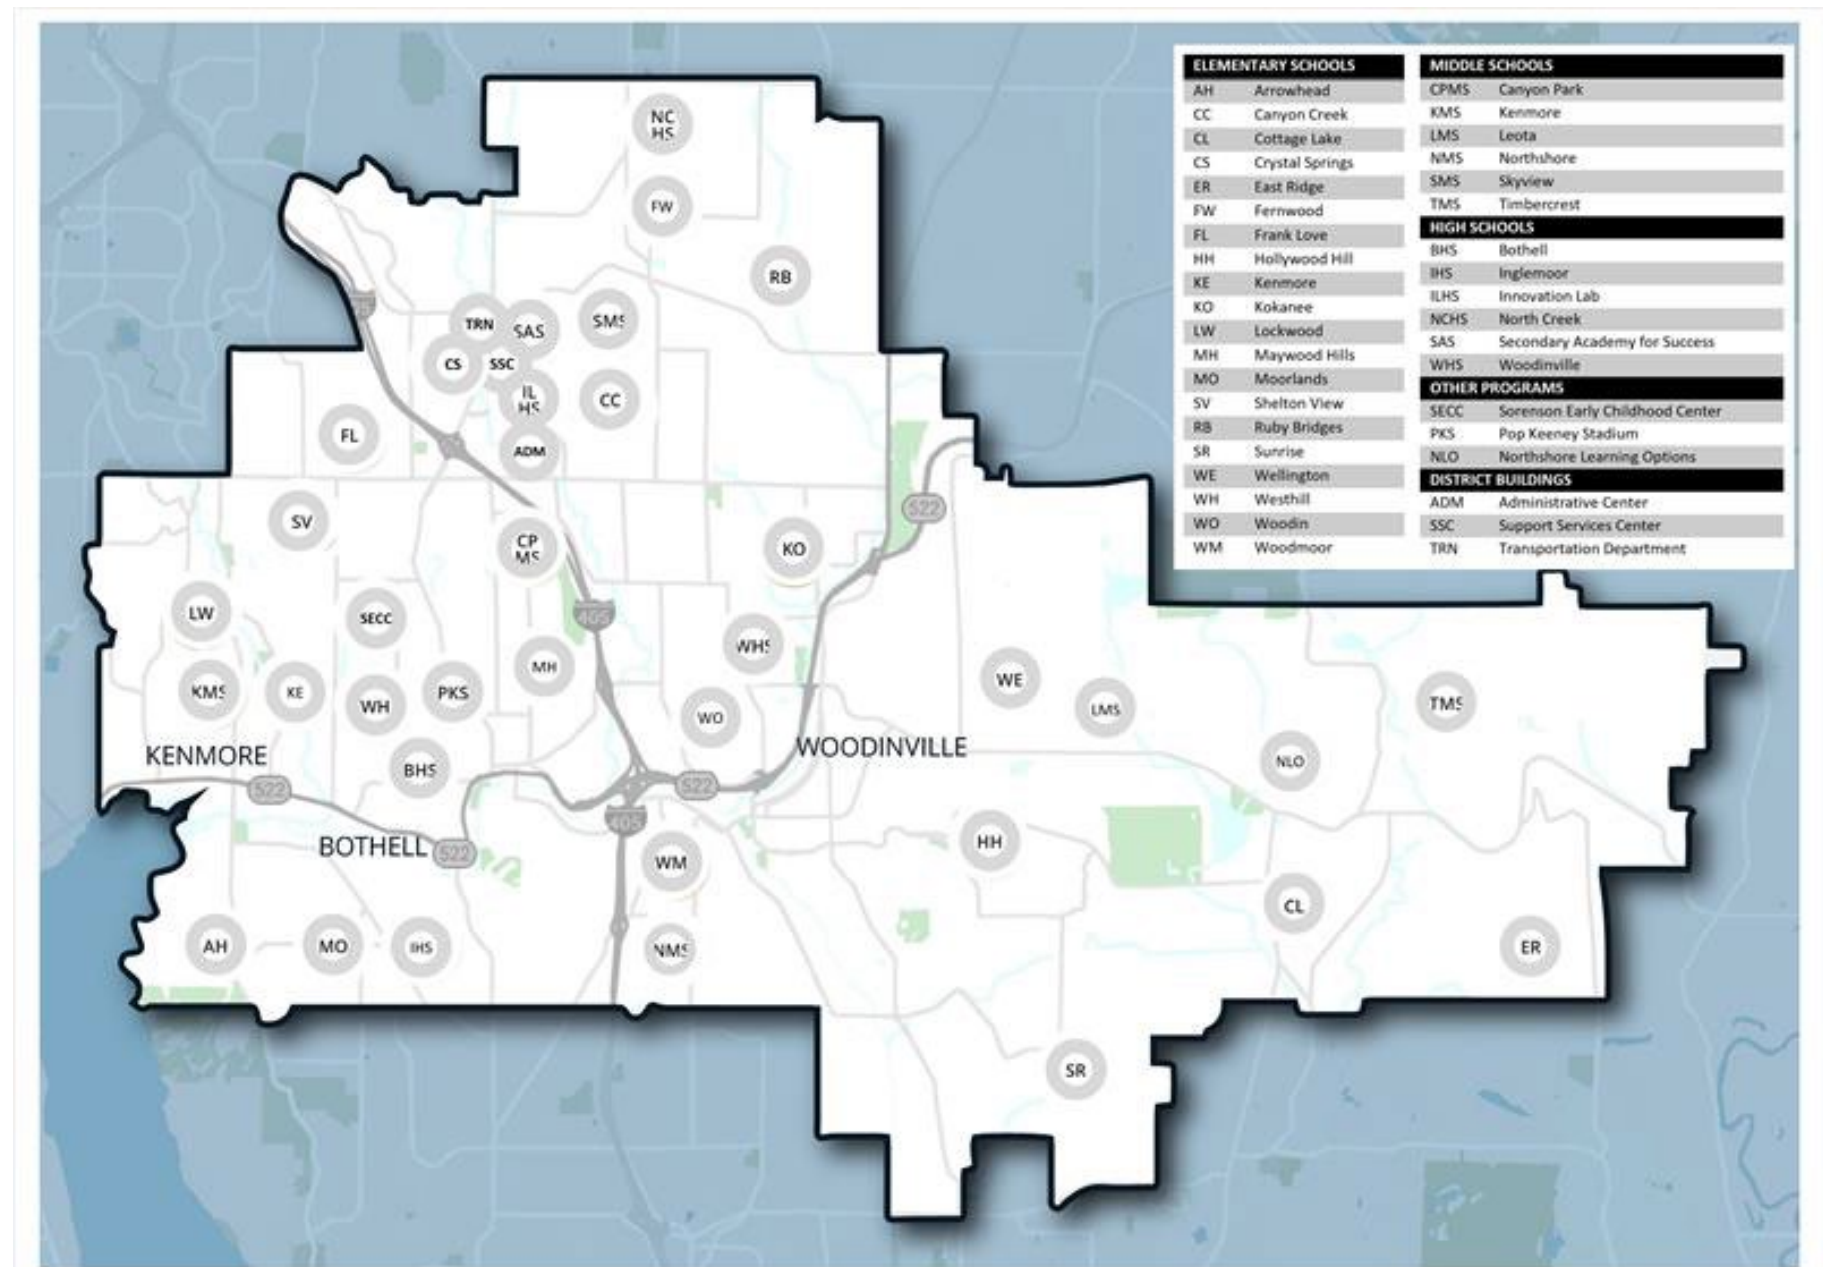 ELEMENTARY SCHOOLS
AH Arrowhead
CC Canyon Creek
CL Cottage Lake
CS Crystal Springs
ER East Ridge
FW Fernwood
FL Frank Love
HH Hollywood Hill
KE Kenmore
KO Kokanee
LW Lockwood
MH Maywood Hills
MO Moorlands
SV Shelton View
RB Ruby Bridges
SR Sunrise
WE Wellington
WH Westhill
WO Woodin
WM Woodmoor
MIDDLE SCHOOLS
CPMS Canyon Park
KMS Kenmore
LMS Leota
NMS Northshore
SMS Skyview
TMS Timbercrest
HIGH SCHOOLS
BHS Bothell
IHS Inglemoor
ILHS Innovation Lab
NCHS North Creek
SAS Secondary Academy for Success
WHS Woodinville
OTHER PROGRAMS
SECC Sorenson Early Childhood Center
PKS Pop Keeney Stadium
NLO Northshore Learning Options
DISTRICT BUILDINGS
ADM Administrative Center
SSC Support Services Center
TRN Transportation Department
NC
HS
FW
RB
TRN
SAS
SMS
CS
SSC
IL
HS
CC
FL
ADM
SV
CP
MS
KO
522
LW
SECC
405
WHS
MH
KMS
KE
WH
PKS
WO
WE
LMS
TMS
KENMORE
WOODINVILLE
BHS
NLO
522
522
405
BOTHELL
522
WM
HH
CL
AH
MO
IHS
NMS
ER
SR